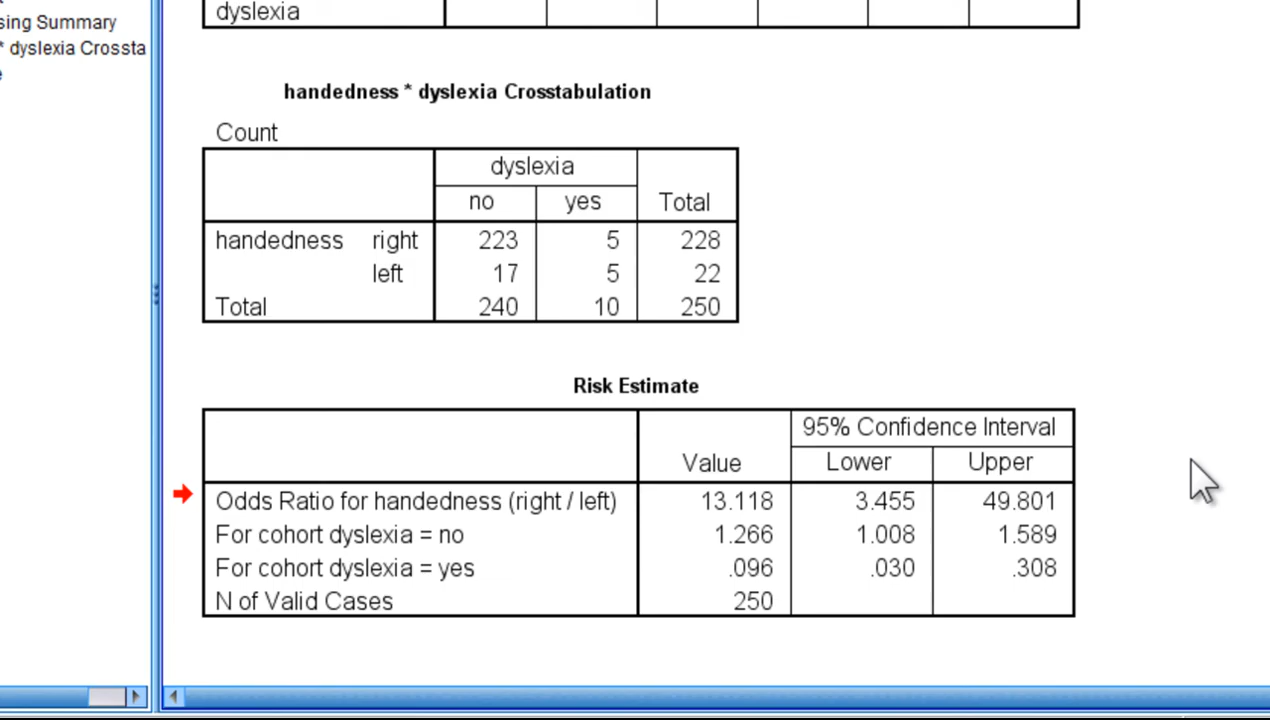 sing Summary
* dyslexia Crossta
dyslexia
handedness * dyslexia Crosstabulation
Count
dyslexia
no yes Total
handedness right 223 5 228
left 17 5 22
Total 240 10 250
Risk Estimate
95% Confidence Interval
Value Lower Upper
Odds Ratio for handedness (right / left) 13.118 3.455 49.801
For cohort dyslexia = no 1.266 1.008 1.589
For cohort dyslexia = yes .096 .030 .308
N of Valid Cases 250